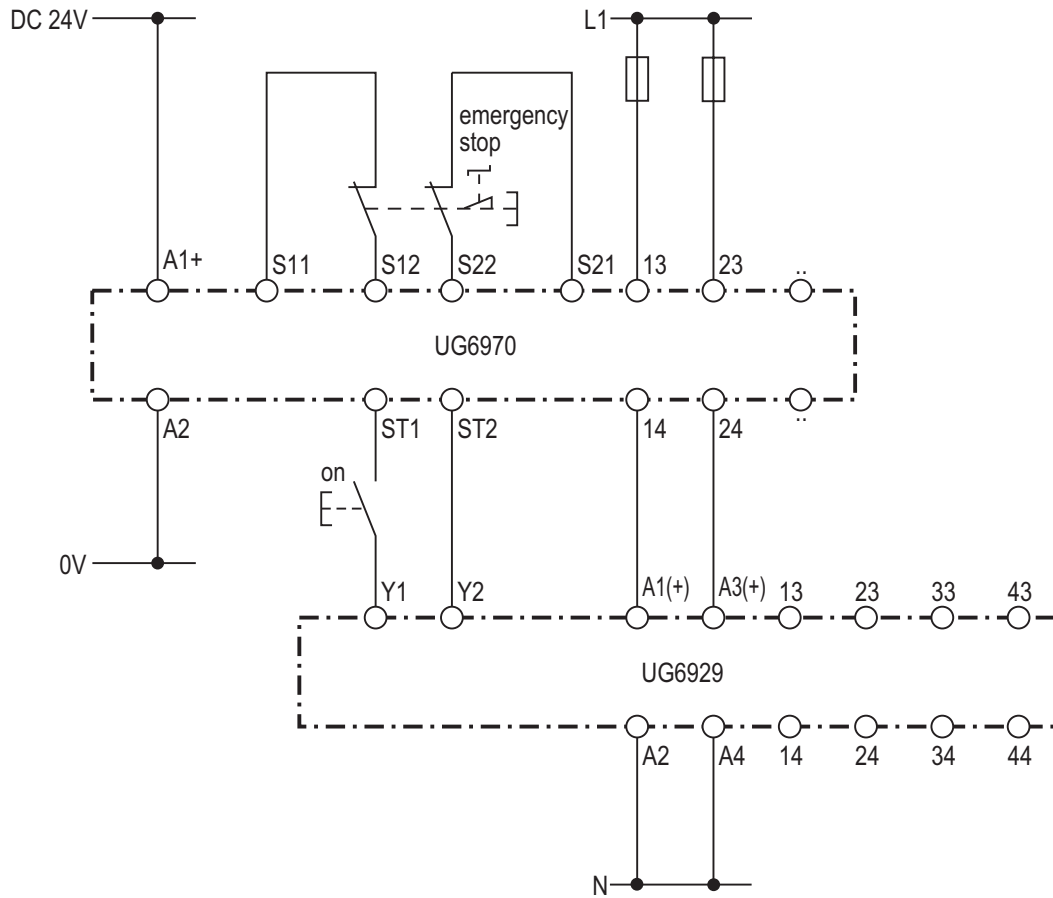 DC 24V
L1
emergency
stop
A1+
S11
S12
S22
S21
13
23
..
UG6970
A2
ST1
ST2
14
24
..
on
0V
Y1
Y2
A1(+)
A3(+)
13
23
33
43
UG6929
A2
A4
14
24
34
44
N